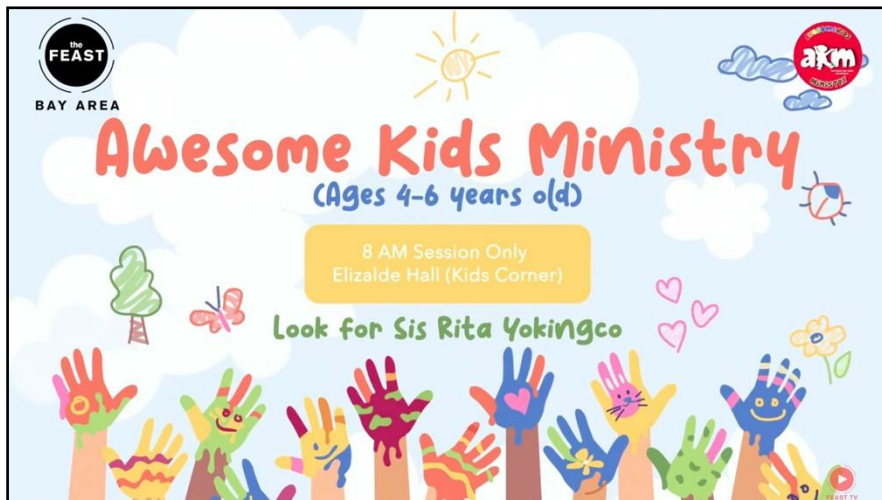 the
FEAST
BAY AREA
akm
MINISTRY
Awesome Kids Ministry
(Ages 4-6 years old)
8 AM Session Only
Elizalde Hall (Kids Corner)
Look for Sis Rita Yokingco
FEAST TV